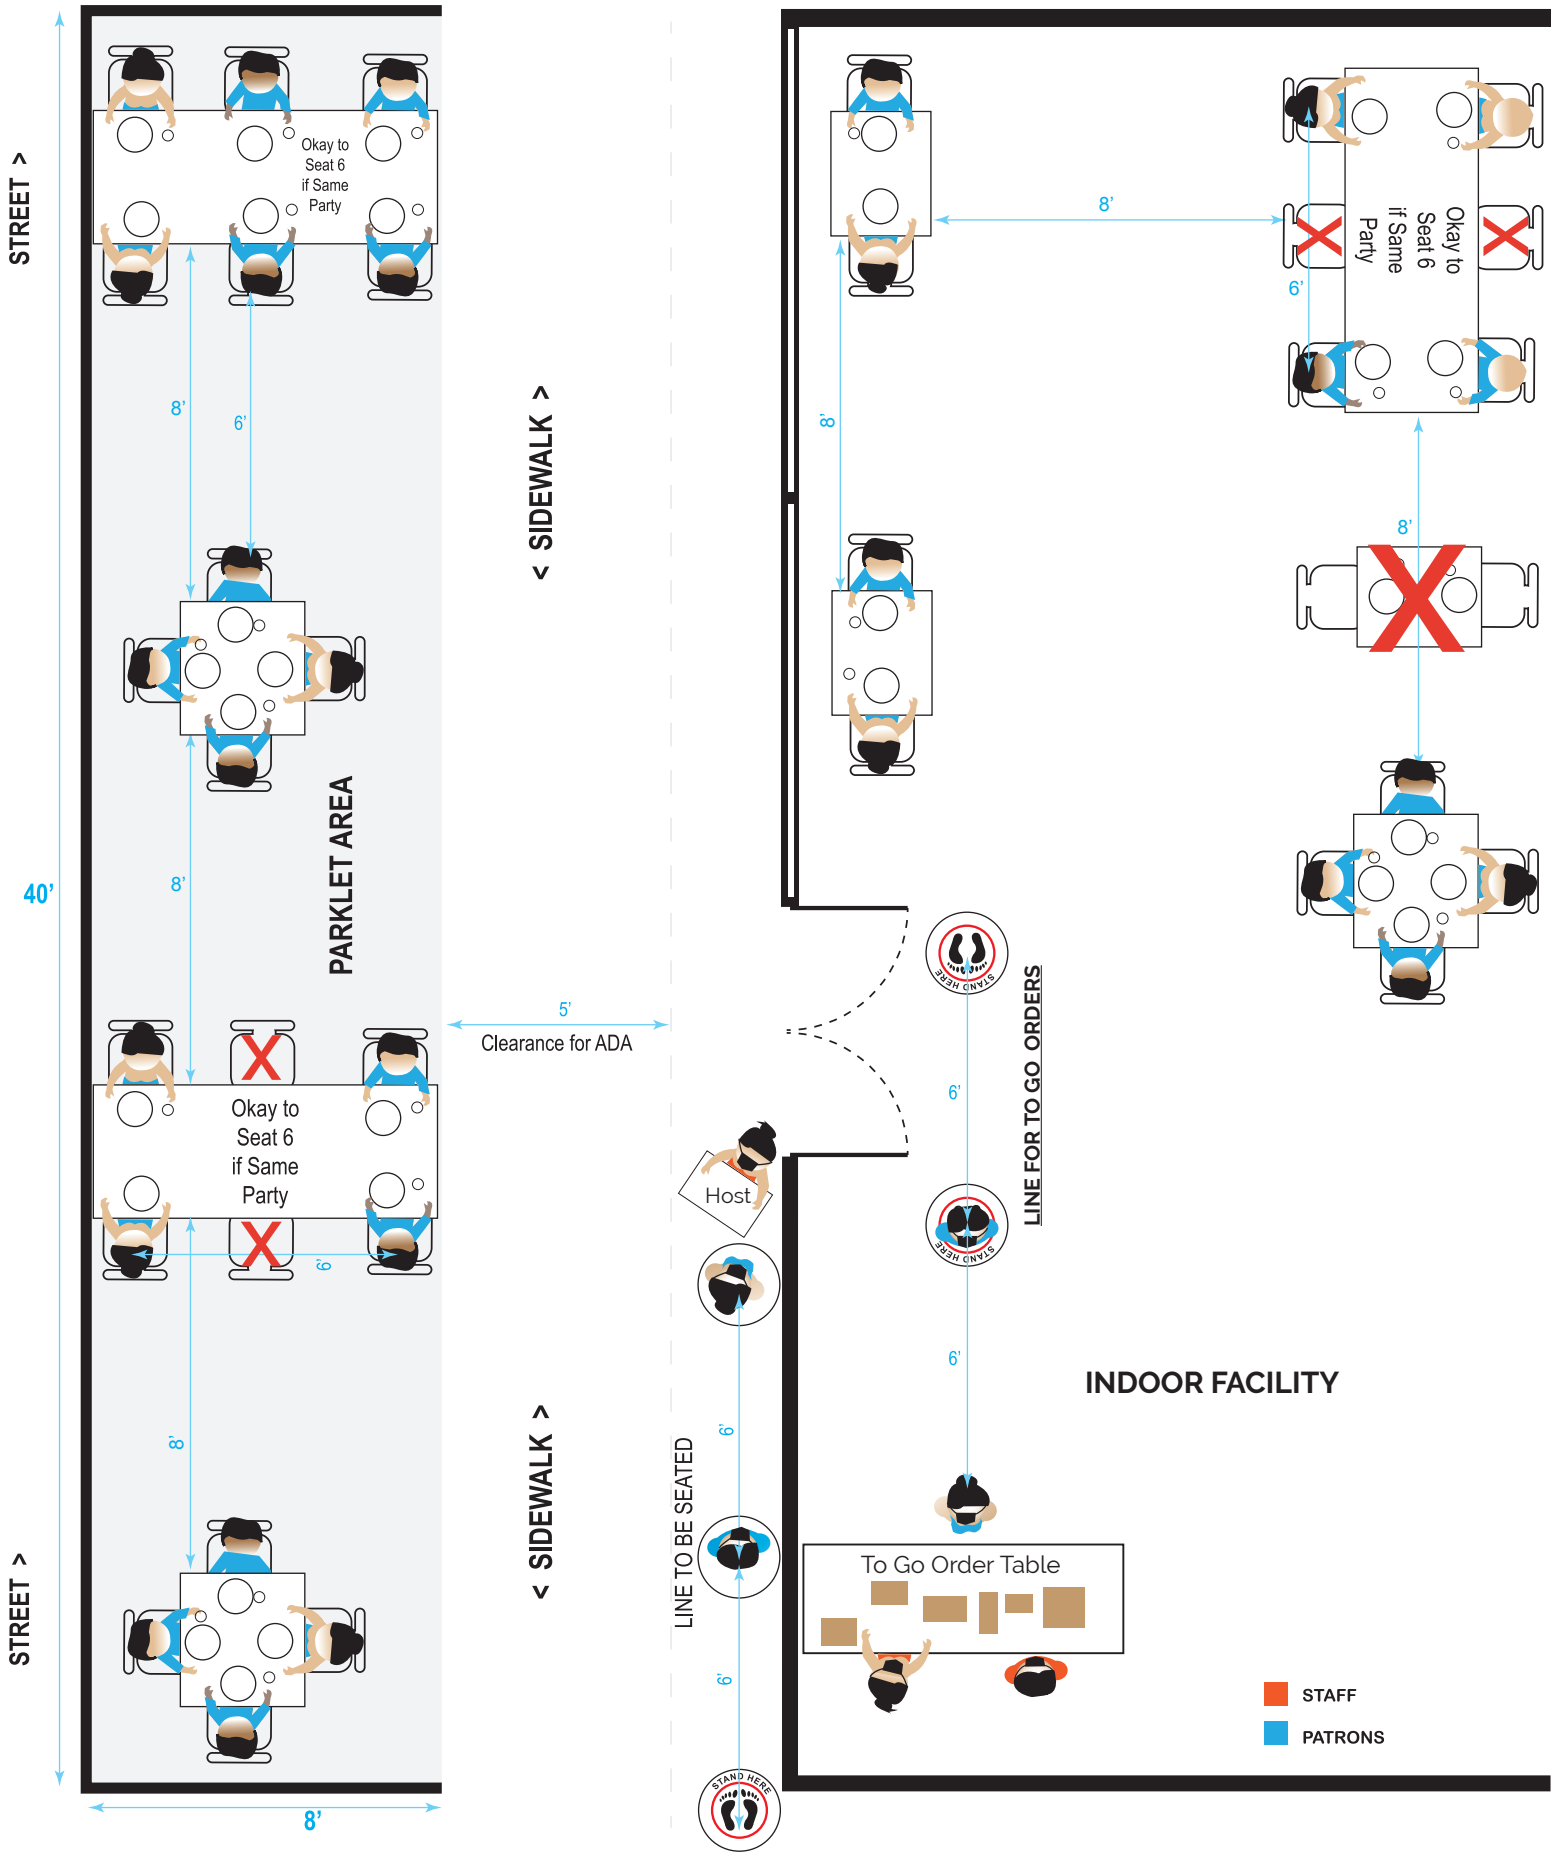 STREET >
Okay to
Seat 6
if Same
Party
8'
6'
< SIDEWALK >
8'
8'
Okay to
Seat 6
if Same
Party
6'
8'
40'
PARKLET AREA
8'
5'
Clearance for ADA
STAND HERE
LINE FOR TO GO ORDERS
6'
Okay to
Seat 6
if Same
Party
6'
8'
Host
STAND HERE
6'
INDOOR FACILITY
< SIDEWALK >
LINE TO BE SEATED
6'
6'
STREET >
To Go Order Table
STAFF
PATRONS
STAND HERE
8'